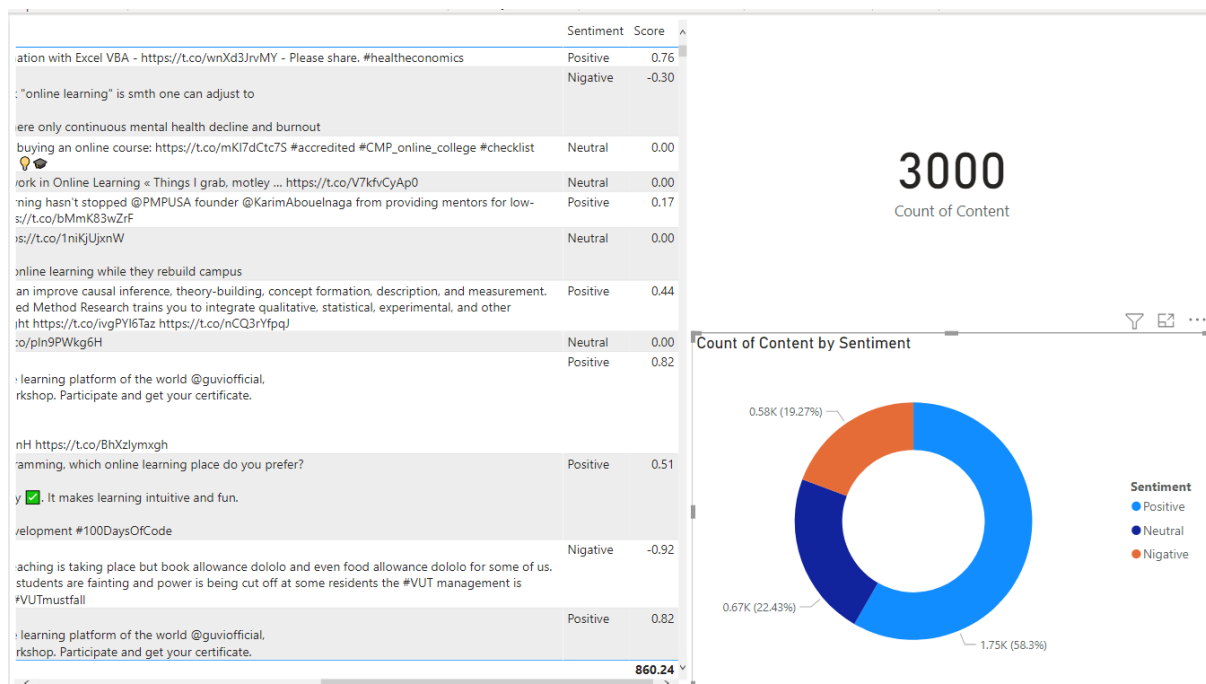 Sentiment Score
ation with Excel VBA - https://t.co/wnXd3JrvMY - Please share. #healtheconomics Positive 0.76
Nigative -0.30
"online learning" is smth one can adjust to
ere only continuous mental health decline and burnout
buying an online course: https://t.co/mKI7dCtc7S #accredited #CMP_online_college #checklist Neutral 0.00
💡🎓
ork in Online Learning « Things I grab, motley ... https://t.co/V7kfvCyAp0 Neutral 0.00
rning hasn't stopped @PMPUSA founder @KarimAbouelnaga from providing mentors for low- Positive 0.17
s://t.co/bMmK83wZrF
os://t.co/1niKjUjxnW Neutral 0.00
online learning while they rebuild campus
an improve causal inference, theory-building, concept formation, description, and measurement. Positive 0.44
ed Method Research trains you to integrate qualitative, statistical, experimental, and other
ght https://t.co/ivgPYl6Taz https://t.co/nCQ3rYfpqJ
co/pln9PWkg6H Neutral 0.00
Positive 0.82
learning platform of the world @guviofficial,
rkshop. Participate and get your certificate.
nH https://t.co/BhXzlymxgh
ramming, which online learning place do you prefer? Positive 0.51
y ✅. It makes learning intuitive and fun.
velopment #100DaysOfCode
Nigative -0.92
aching is taking place but book allowance dololo and even food allowance dololo for some of us.
students are fainting and power is being cut off at some residents the #VUT management is
#VUTmustfall
Positive 0.82
learning platform of the world @guviofficial,
rkshop. Participate and get your certificate.
860.24
3000
Count of Content
Count of Content by Sentiment
0.58K (19.27%)
0.67K (22.43%)
1.75K (58.3%)
Sentiment
Positive
Neutral
Nigative